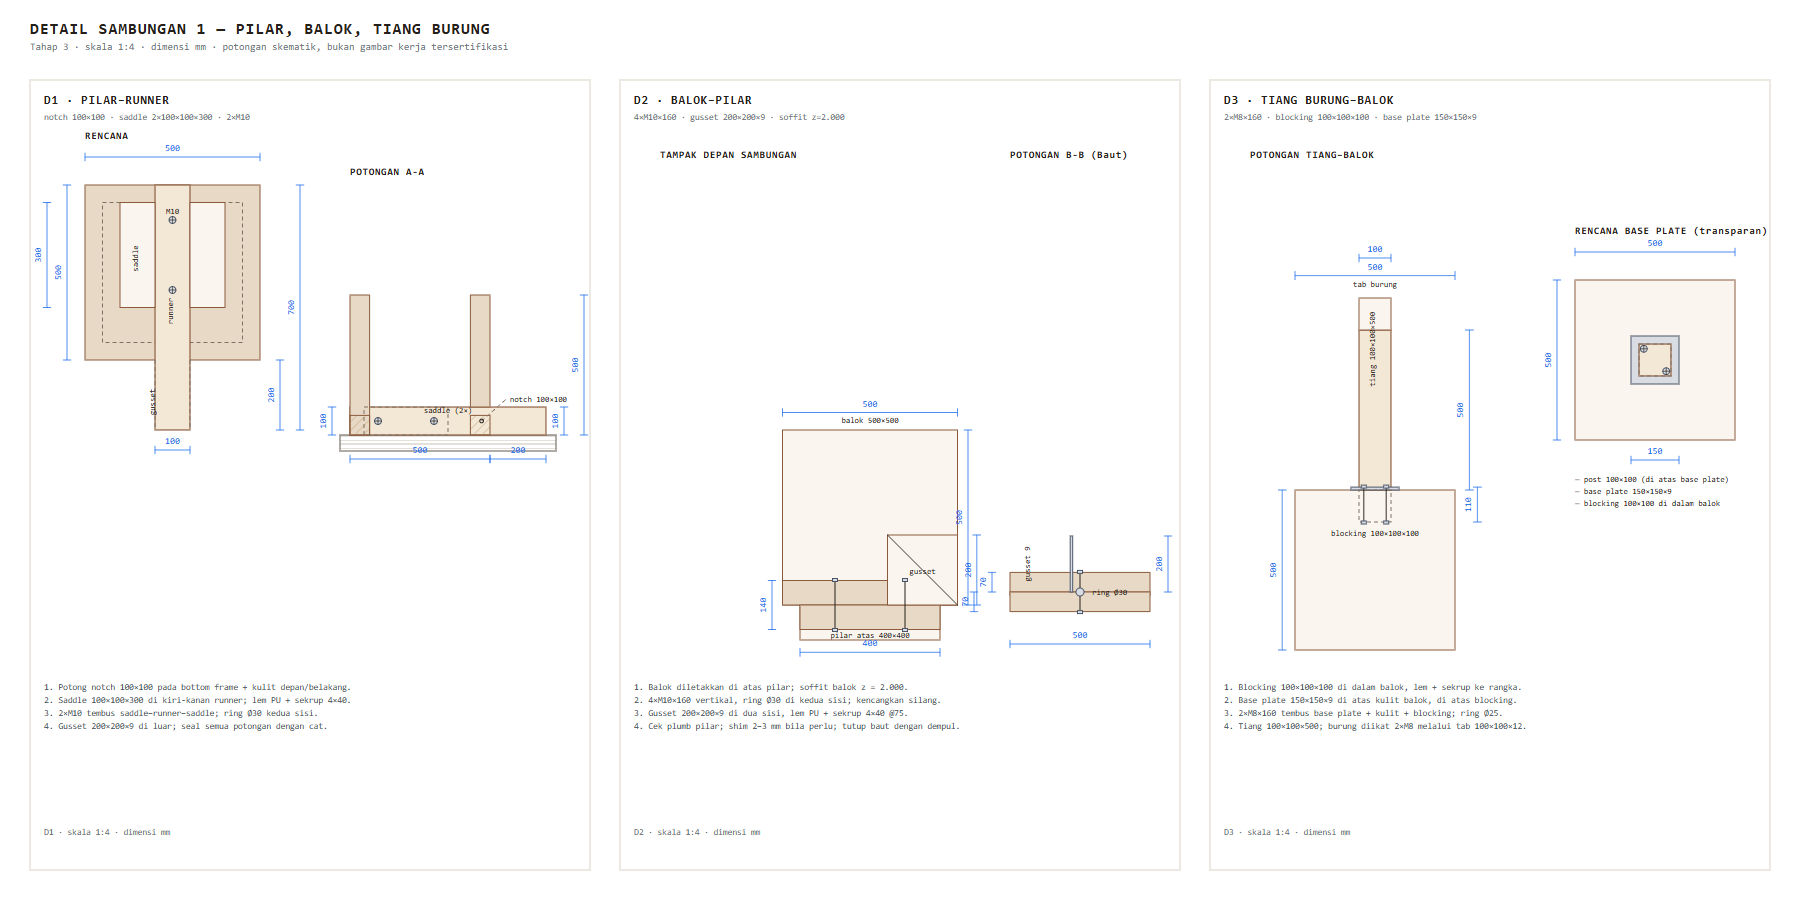 DETAIL SAMBUNGAN 1 — PILAR, BALOK, TIANG BURUNG
Tahap 3 · skala 1:4 · dimensi mm · potongan skematik, bukan gambar kerja tersertifikasi
D1 · PILAR-RUNNER
notch 100×100 · saddle 2×100×100×300 · 2×M10
RENCANA
500
POTONGAN A-A
M10
saddle
runner
gusset
300
500
700
200
100
500
100
saddle (2×)
notch 100×100
100
500
200
1. Potong notch 100×100 pada bottom frame + kulit depan/belakang.
2. Saddle 100×100×300 di kiri-kanan runner; lem PU + sekrup 4×40.
3. 2×M10 tembus saddle-runner-saddle; ring Ø30 kedua sisi.
4. Gusset 200×200×9 di luar; seal semua potongan dengan cat.
D1 · skala 1:4 · dimensi mm
D2 · BALOK-PILAR
4×M10×160 · gusset 200×200×9 · soffit z=2.000
TAMPAK DEPAN SAMBUNGAN
POTONGAN B-B (Baut)
500
balok 500×500
500
gusset
200
70
70
140
pilar atas 400×400
400
gusset 9
ring Ø30
200
500
1. Balok diletakkan di atas pilar; soffit balok z = 2.000.
2. 4×M10×160 vertikal, ring Ø30 di kedua sisi; kencangkan silang.
3. Gusset 200×200×9 di dua sisi, lem PU + sekrup 4×40 @75.
4. Cek plumb pilar; shim 2-3 mm bila perlu; tutup baut dengan dempul.
D2 · skala 1:4 · dimensi mm
D3 · TIANG BURUNG-BALOK
2×M8×160 · blocking 100×100×100 · base plate 150×150×9
POTONGAN TIANG-BALOK
RENCANA BASE PLATE (transparan)
100
500
tab burung
tiang 100×100×500
500
110
blocking 100×100×100
500
500
500
150
— post 100×100 (di atas base plate)
— base plate 150×150×9
— blocking 100×100 di dalam balok
1. Blocking 100×100×100 di dalam balok, lem + sekrup ke rangka.
2. Base plate 150×150×9 di atas kulit balok, di atas blocking.
3. 2×M8×160 tembus base plate + kulit + blocking; ring Ø25.
4. Tiang 100×100×500; burung diikat 2×M8 melalui tab 100×100×12.
D3 · skala 1:4 · dimensi mm